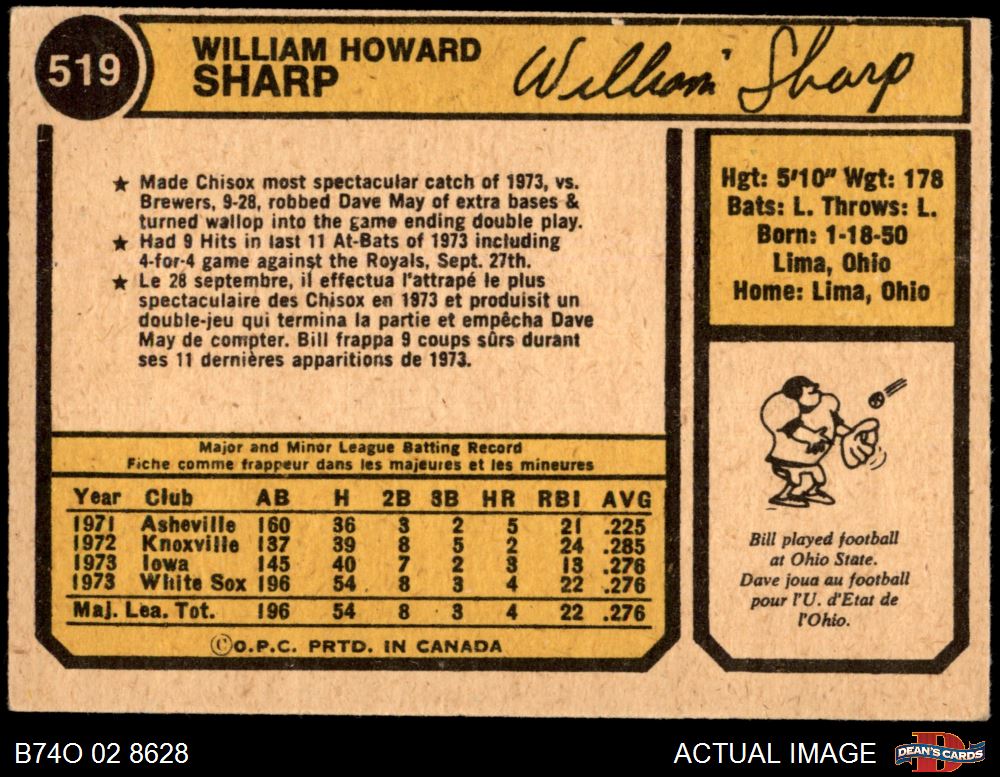 519
WILLIAM HOWARD
SHARP
William Sharp
★ Made Chisox most spectacular catch of 1973, vs.
Brewers, 9-28, robbed Dave May of extra bases &
turned wallop into the game ending double play.
★ Had 9 Hits in last 11 At-Bats of 1973 including
4-for-4 game against the Royals, Sept. 27th.
★ Le 28 septembre, il effectua l'attrapé le plus
spectaculaire des Chisox en 1973 et produisit un
double-jeu qui termina la partie et empêcha Dave
May de compter. Bill frappa 9 coups sûrs durant
ses 11 dernières apparitions de 1973.
Hgt: 5'10" Wgt: 178
Bats: L. Throws: L.
Born: 1-18-50
Lima, Ohio
Home: Lima, Ohio
Major and Minor League Batting Record
Fiche comme frappeur dans les majeures et les mineures
Year Club AB H 2B 3B HR RBI AVG
1971 Asheville 160 36 3 2 5 21 .225
1972 Knoxville 137 39 8 5 2 24 .285
1973 Iowa 145 40 7 2 3 13 .276
1973 White Sox 196 54 8 3 4 22 .276
Maj. Lea. Tot. 196 54 8 3 4 22 .276
©O.P.C. PRTD. IN CANADA
Bill played football
at Ohio State.
Dave joua au football
pour l'U. d'Etat de
l'Ohio.
B74O 02 8628
ACTUAL IMAGE
D
DEAN'S CARDS